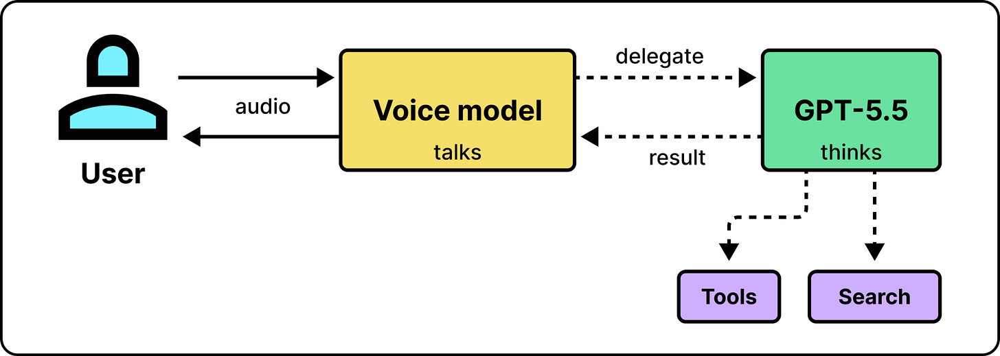 User
audio
Voice model
talks
delegate
result
GPT-5.5
thinks
Tools
Search